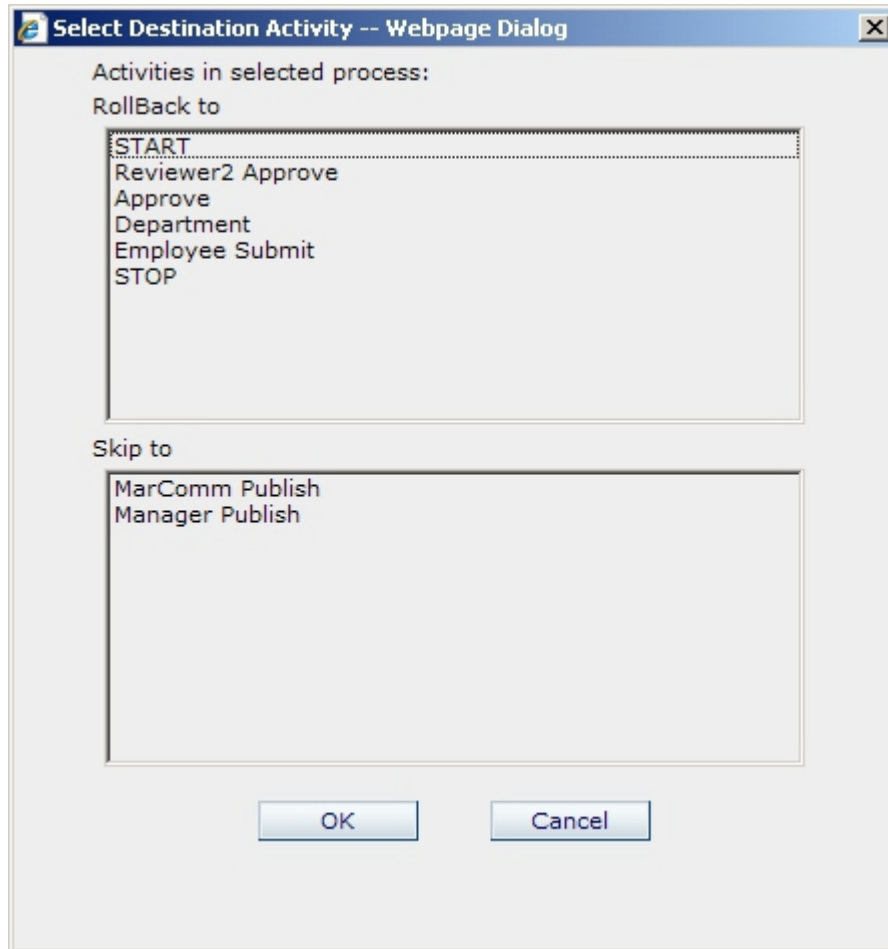 Select Destination Activity -- Webpage Dialog
Activities in selected process:
RollBack to
START
Reviewer2 Approve
Approve
Department
Employee Submit
STOP
Skip to
MarComm Publish
Manager Publish
OK Cancel